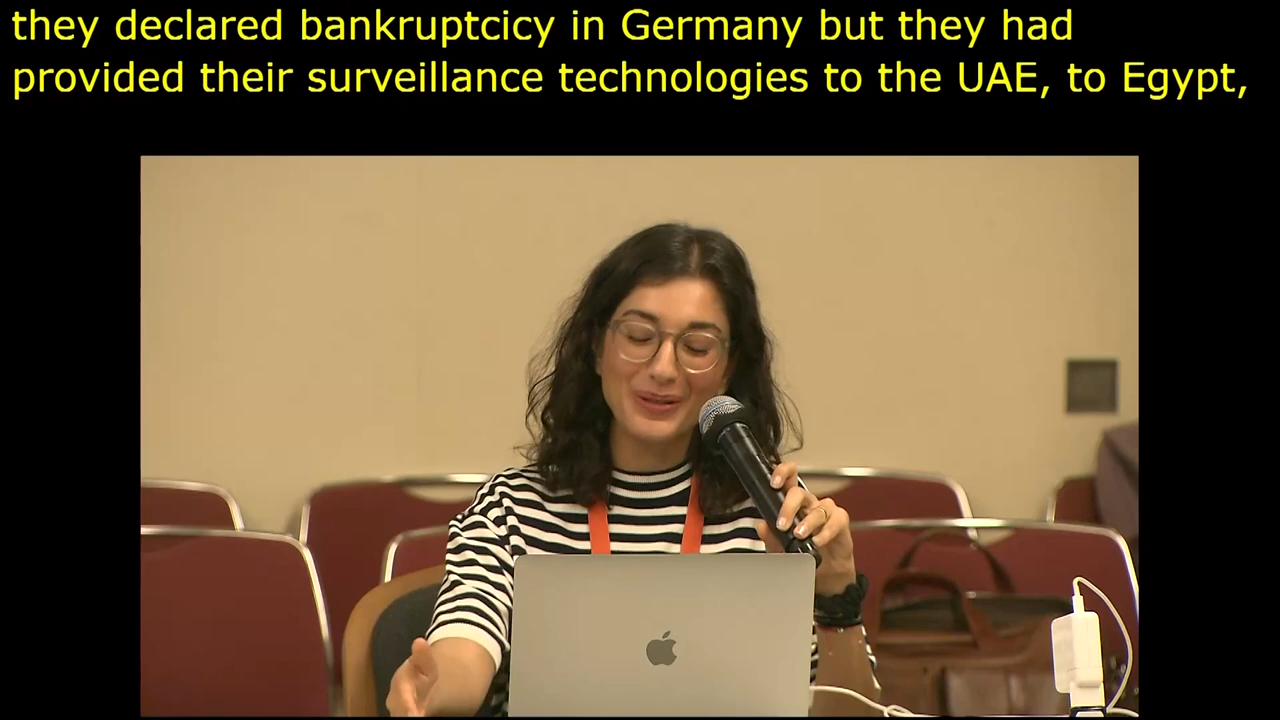 they declared bankruptcicy in Germany but they had
provided their surveillance technologies to the UAE, to Egypt,